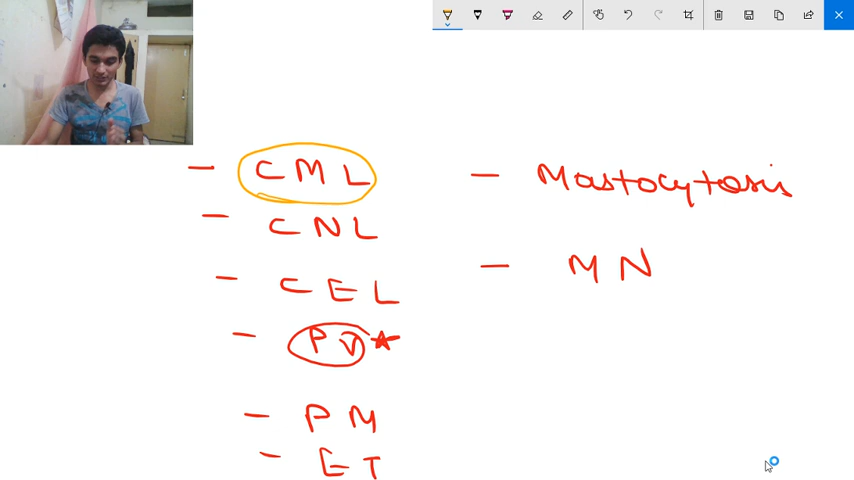 - CML
- CNL
- CEL
- PV★
- PM
- ET
- Mastocytosis
- MN